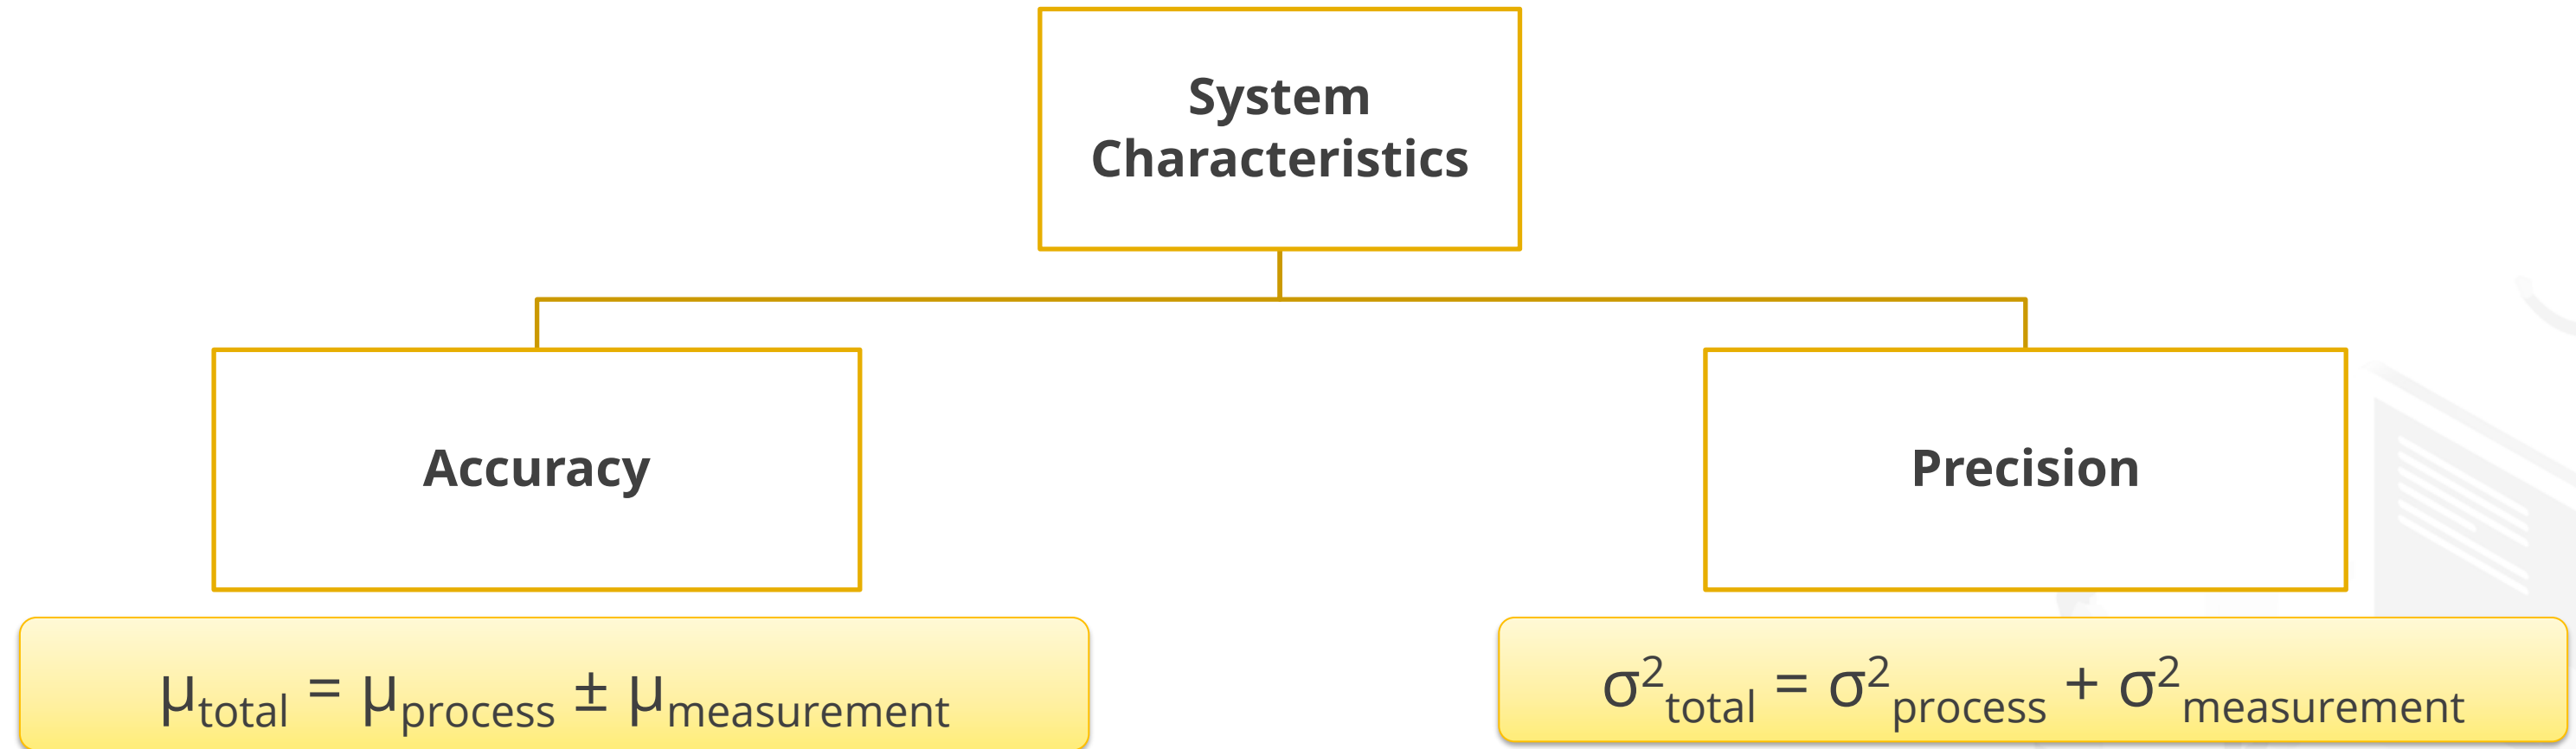 System
Characteristics
Accuracy
Precision
μtotal = μprocess ± μmeasurement
σ²total = σ²process + σ²measurement